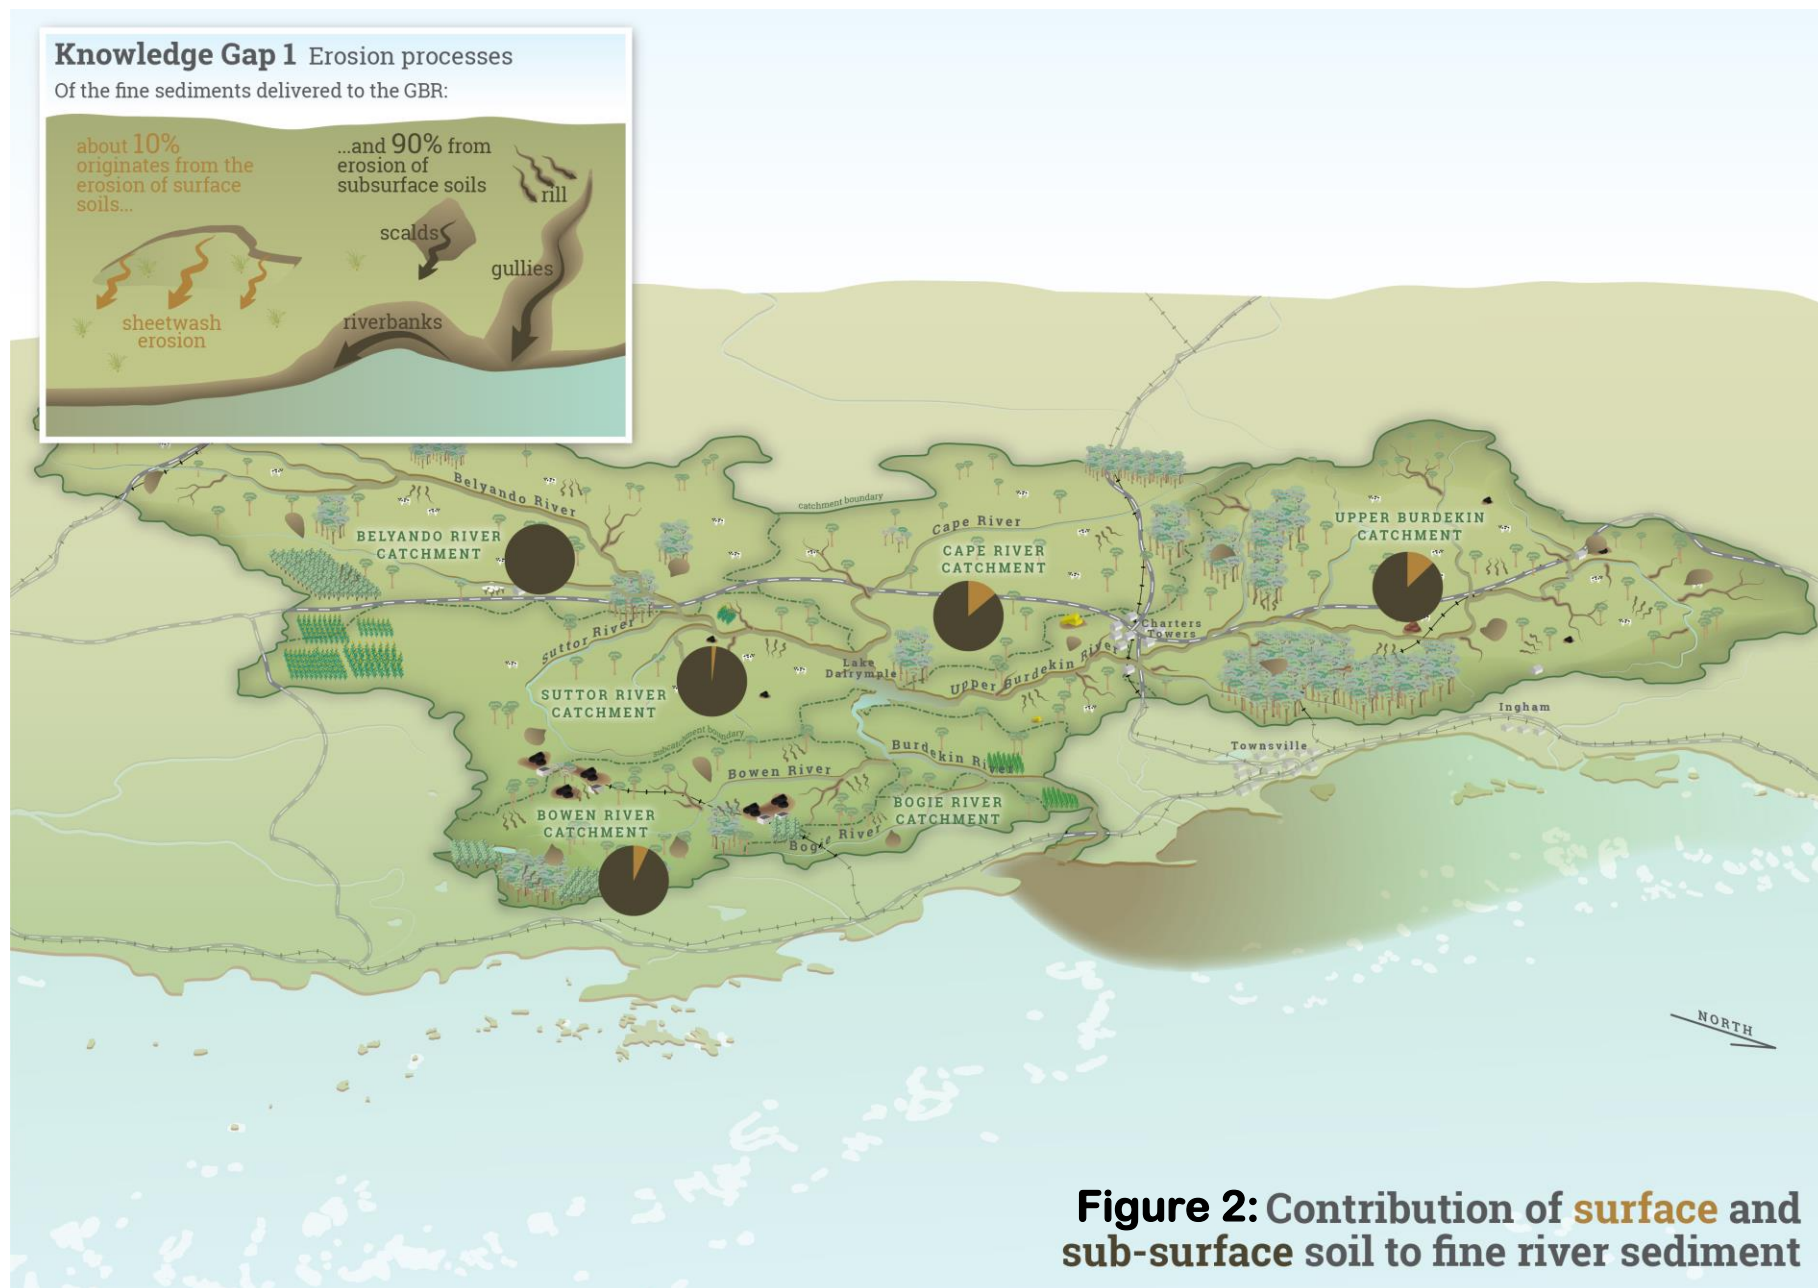 Knowledge Gap 1 Erosion processes
Of the fine sediments delivered to the GBR:
about 10%
originates from the
erosion of surface
soils...
...and 90% from
erosion of
subsurface soils
rill
scalds
gullies
sheetwash
erosion
riverbanks
Belyando River
catchment boundary
Cape River
BELYANDO RIVER
CATCHMENT
CAPE RIVER
CATCHMENT
UPPER BURDEKIN
CATCHMENT
Suttor River
Charters
Towers
Lake
Dalrymple
Upper Burdekin River
SUTTOR RIVER
CATCHMENT
Ingham
subcatchment boundary
Townsville
Burdekin River
Bowen River
BOGIE RIVER
CATCHMENT
BOWEN RIVER
CATCHMENT
Bogie River
NORTH
Figure 2: Contribution of surface and
sub-surface soil to fine river sediment